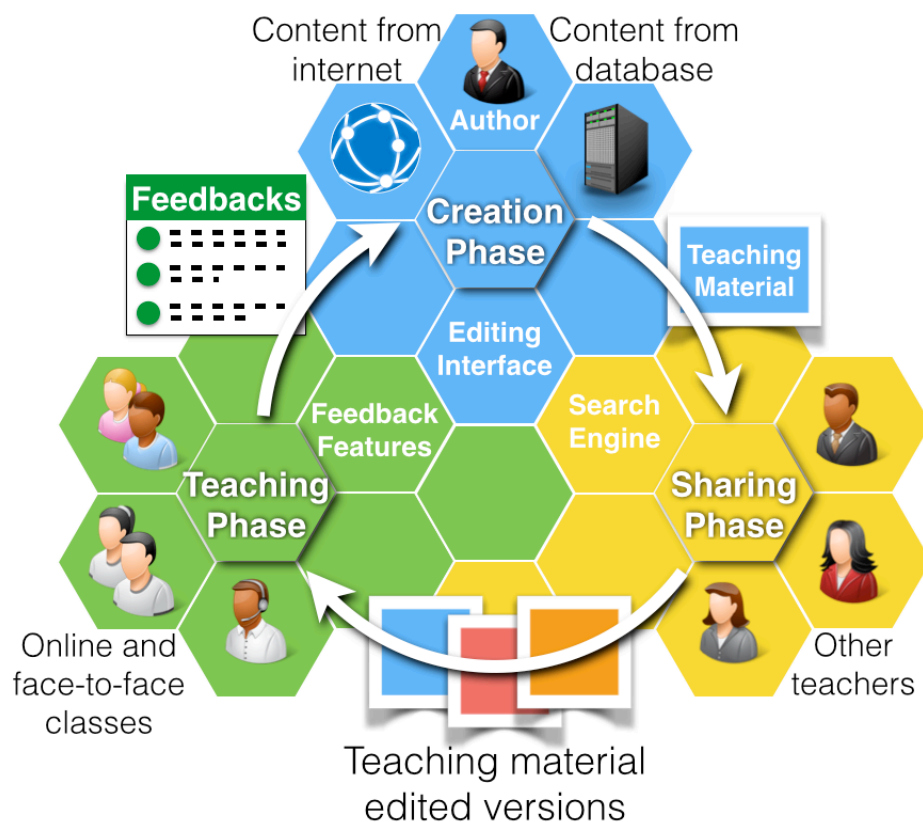 Content from
internet
Content from
database
Author
Feedbacks
Creation
Phase
Teaching
Material
Editing
Interface
Feedback
Features
Search
Engine
Teaching
Phase
Sharing
Phase
Online and
face-to-face
classes
Other
teachers
Teaching material
edited versions